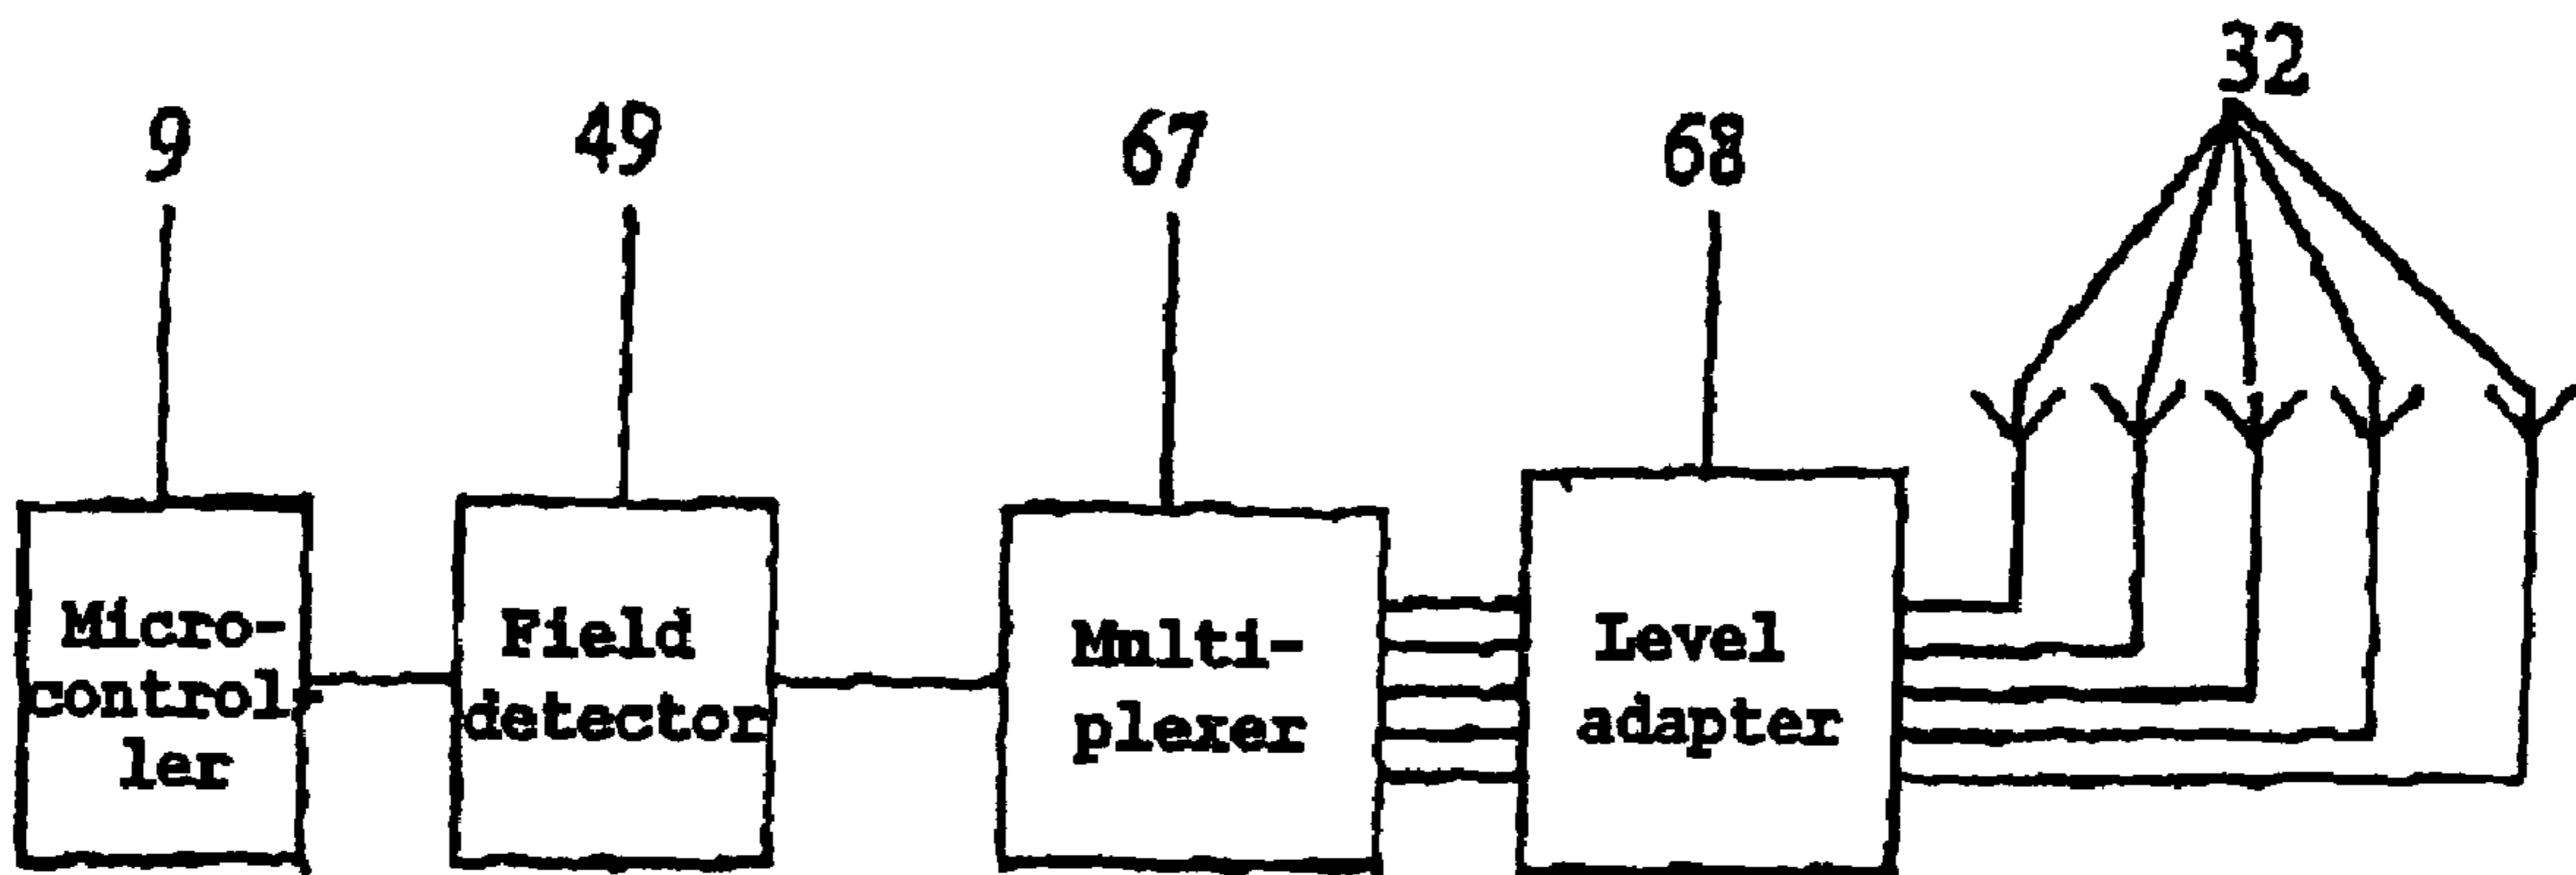 32
9
49
67
68
Micro-
control-
ler
Field
detector
Multi-
plexer
Level
adapter